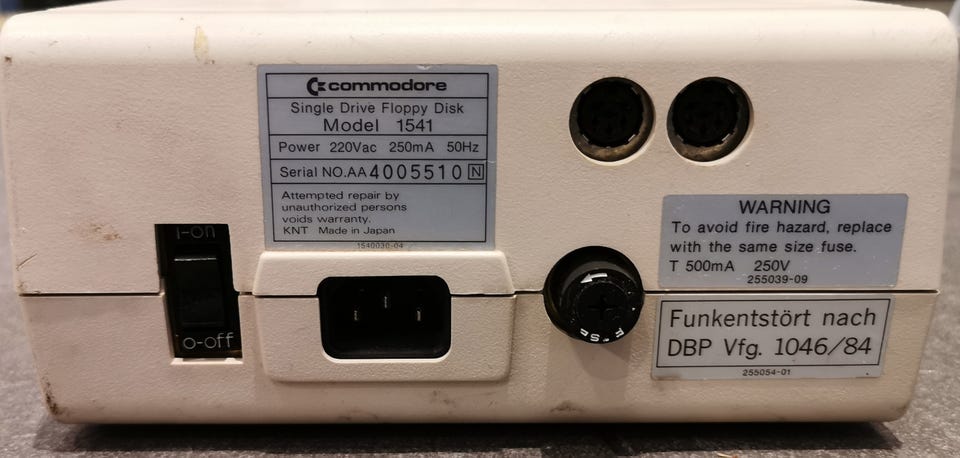 commodore
Single Drive Floppy Disk
Model 1541
Power 220Vac 250mA 50Hz
Serial NO.AA4005510 N
Attempted repair by
unauthorized persons
voids warranty.
KNT Made in Japan
1540030-04
WARNING
To avoid fire hazard, replace
with the same size fuse.
T 500mA 250V
255039-09
Funkentstört nach
DBP Vfg. 1046/84
255054-01
I-on
o-off